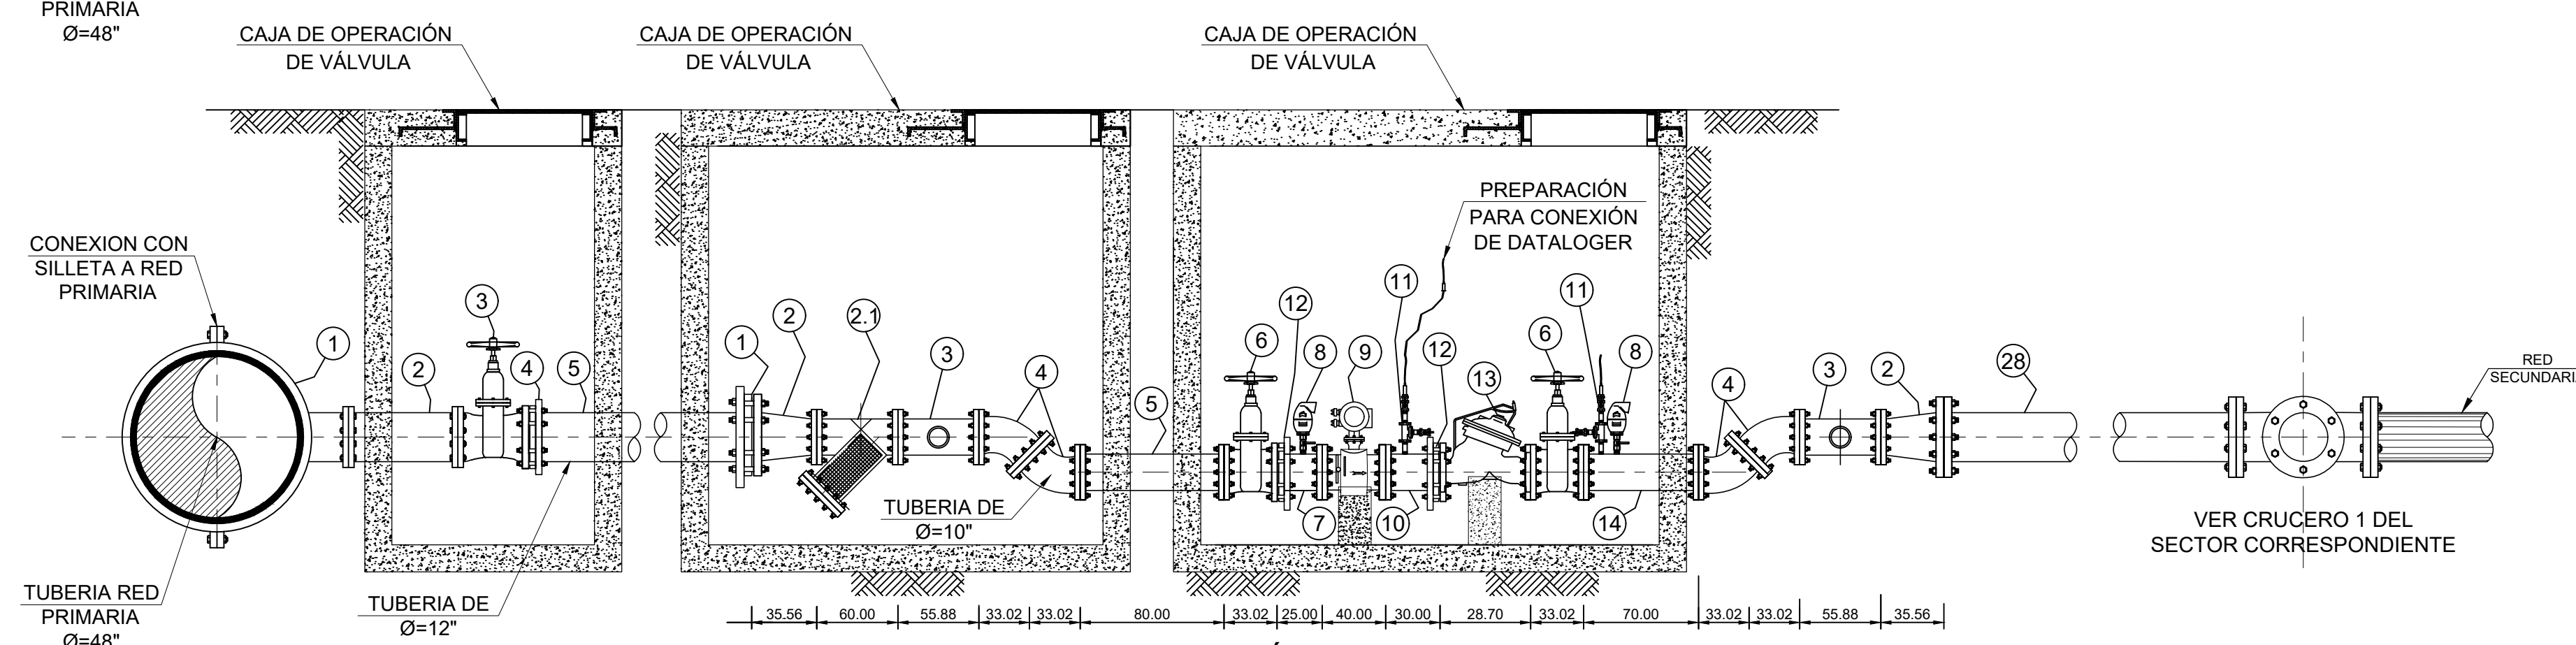 PRIMARIA
Ø=48"
CAJA DE OPERACIÓN
DE VÁLVULA
CAJA DE OPERACIÓN
DE VÁLVULA
CAJA DE OPERACIÓN
DE VÁLVULA
PREPARACIÓN
PARA CONEXIÓN
DE DATALOGER
CONEXION CON
SILLETA A RED
PRIMARIA
1
2
3
4
5
1
2
2.1
3
4
5
6
12
8
9
11
12
13
6
11
8
4
3
2
28
RED
SECUNDARI
7
10
14
TUBERIA DE
Ø=10"
VER CRUCERO 1 DEL
SECTOR CORRESPONDIENTE
TUBERIA RED
PRIMARIA
Ø=48"
TUBERIA DE
Ø=12"
35.56 60.00 55.88 33.02 33.02 80.00 33.02 25.00 40.00 30.00 28.70 33.02 70.00 33.02 33.02 55.88 35.56